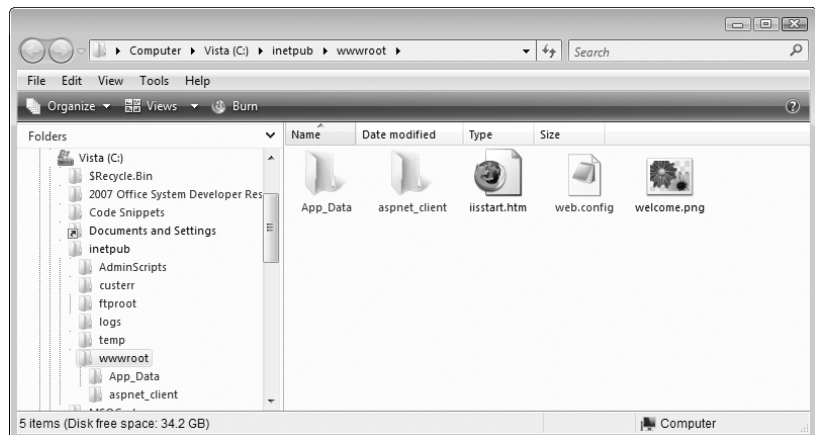 Computer Vista (C:) inetpub wwwroot
Search
File Edit View Tools Help
Organize Views Burn
Folders
Name Date modified Type Size
Vista (C:)
$Recycle.Bin
2007 Office System Developer Res
Code Snippets
Documents and Settings
inetpub
AdminScripts
custerr
ftproot
logs
temp
wwwroot
App_Data
aspnet_client
App_Data aspnet_client iisstart.htm web.config welcome.png
5 items (Disk free space: 34.2 GB) Computer